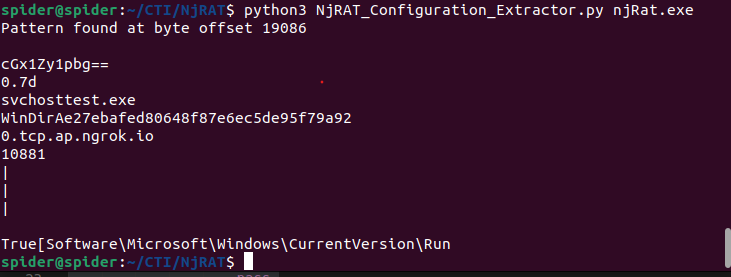 spider@spider:~/CTI/NjRAT$ python3 NjRAT_Configuration_Extractor.py njRat.exe
Pattern found at byte offset 19086
cGx1Zy1pbg==
0.7d
svchosttest.exe
WinDirAe27ebafed80648f87e6ec5de95f79a92
0.tcp.ap.ngrok.io
10881
|
|
|
True[Software\Microsoft\Windows\CurrentVersion\Run
spider@spider:~/CTI/NjRAT$